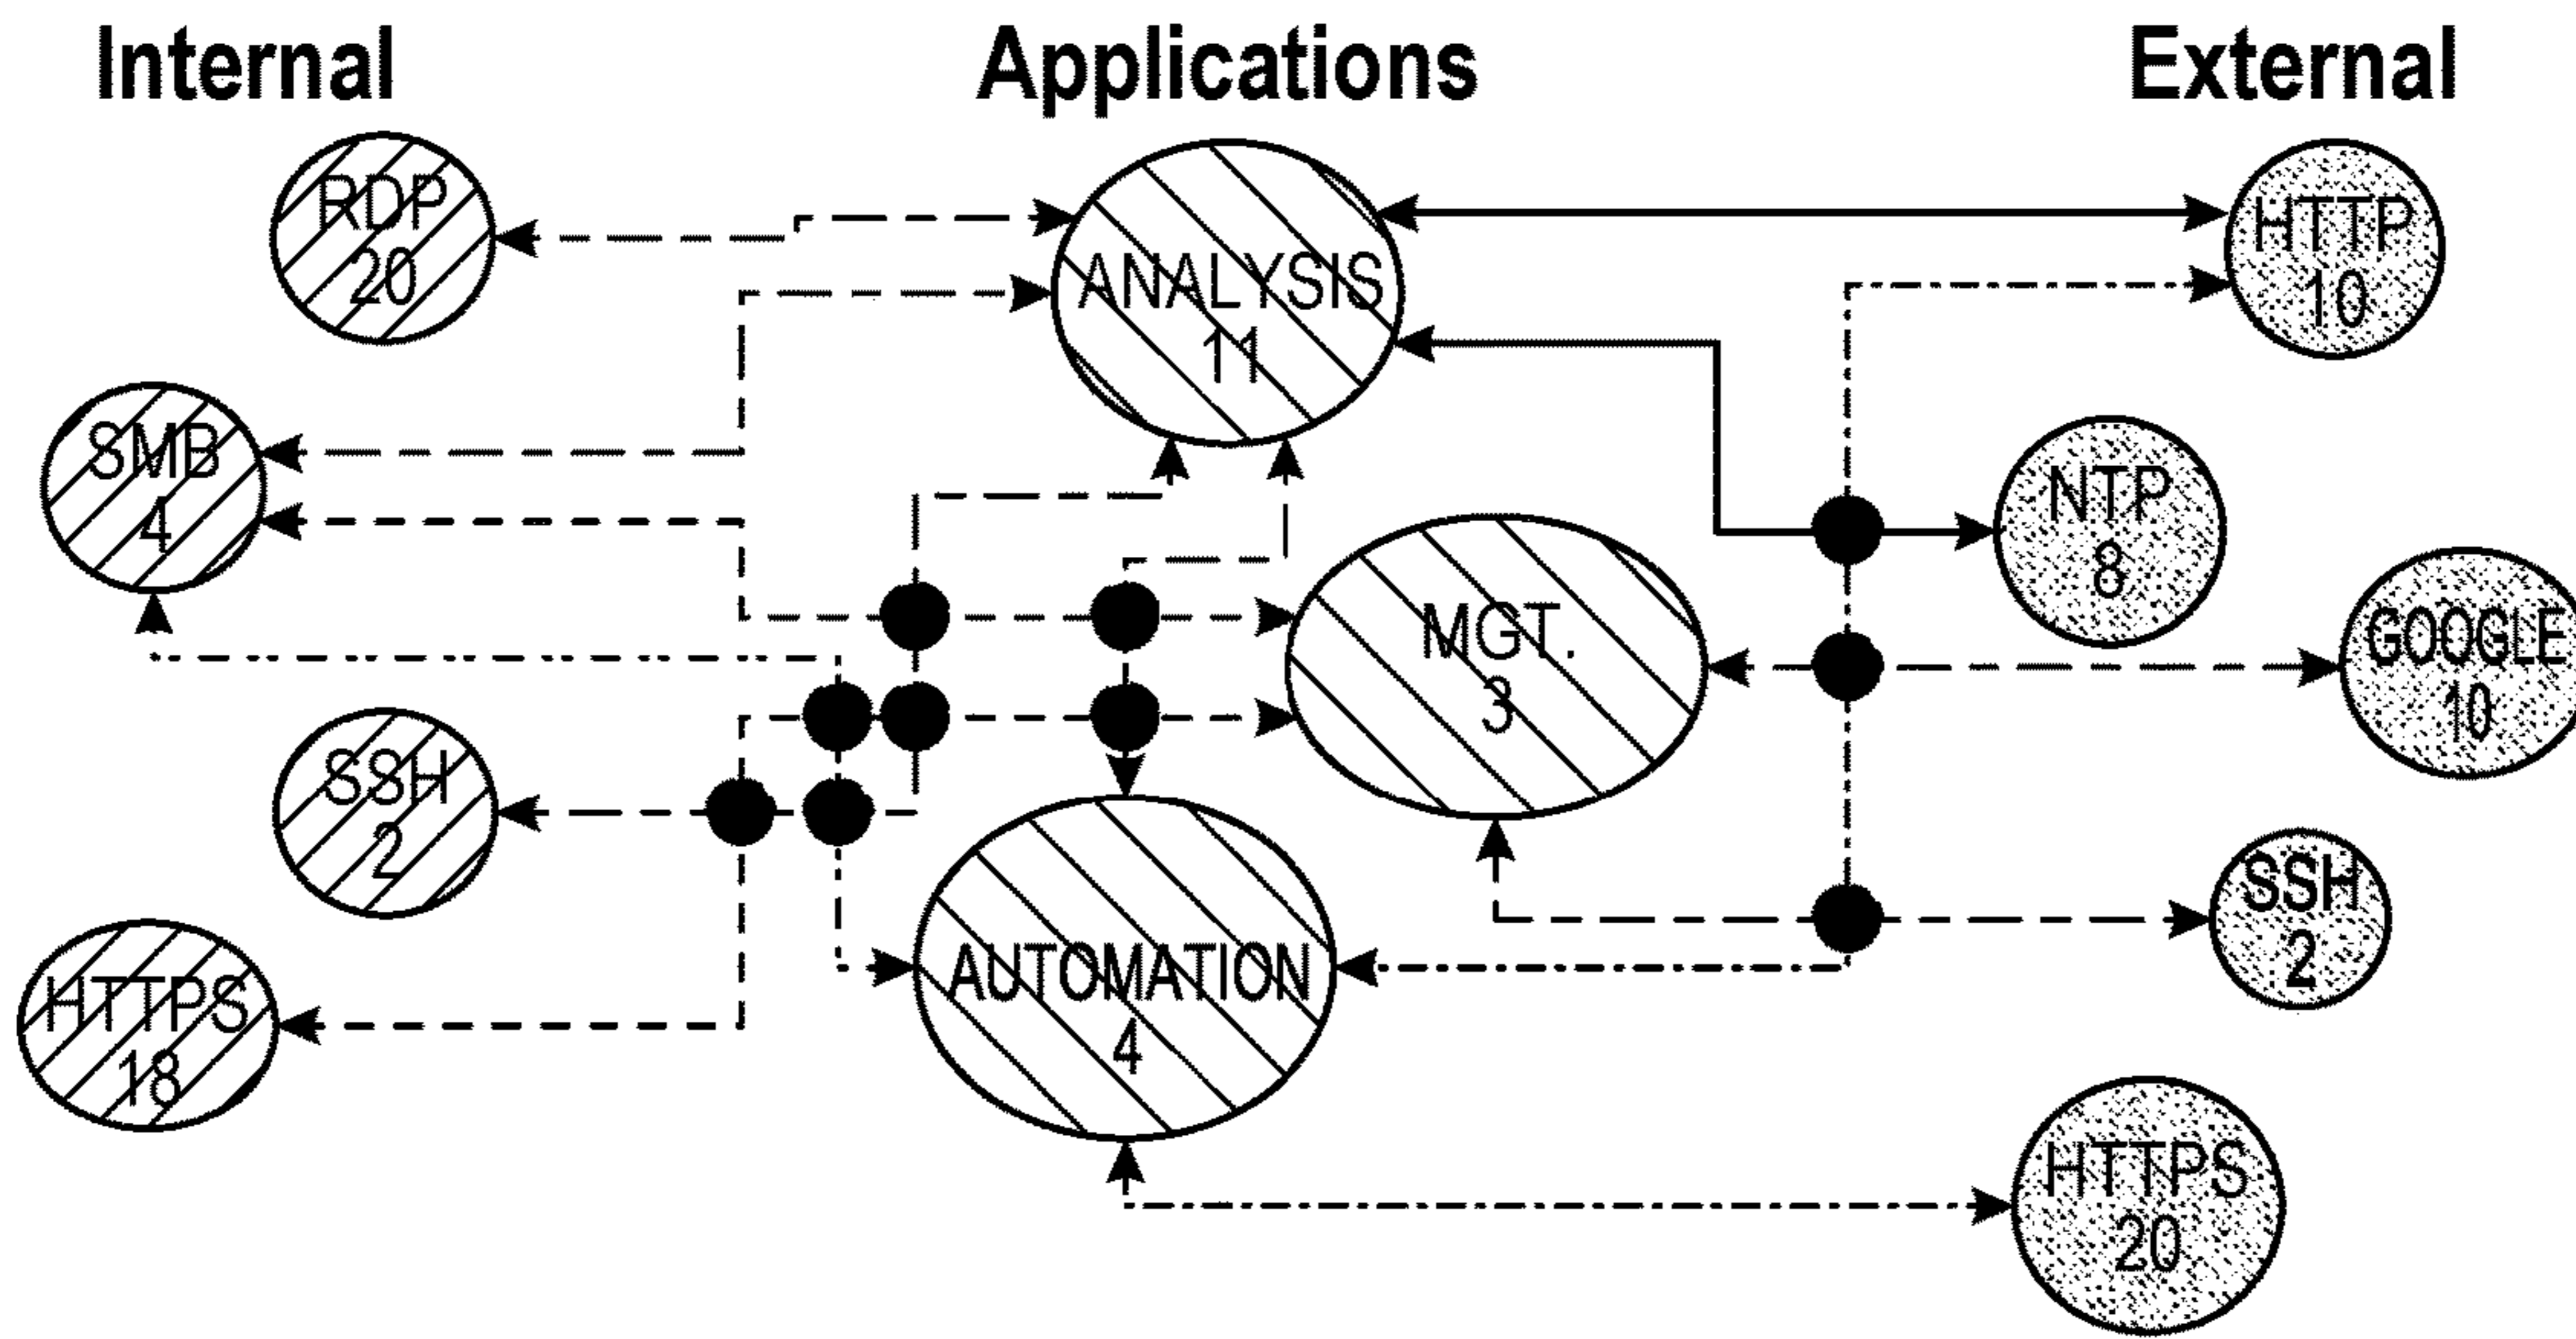 Internal
Applications
External
RDP
20
SMB
4
SSH
2
HTTPS
18
ANALYSIS
11
MGT.
3
AUTOMATION
4
HTTP
10
NTP
8
GOOGLE
10
SSH
2
HTTPS
20